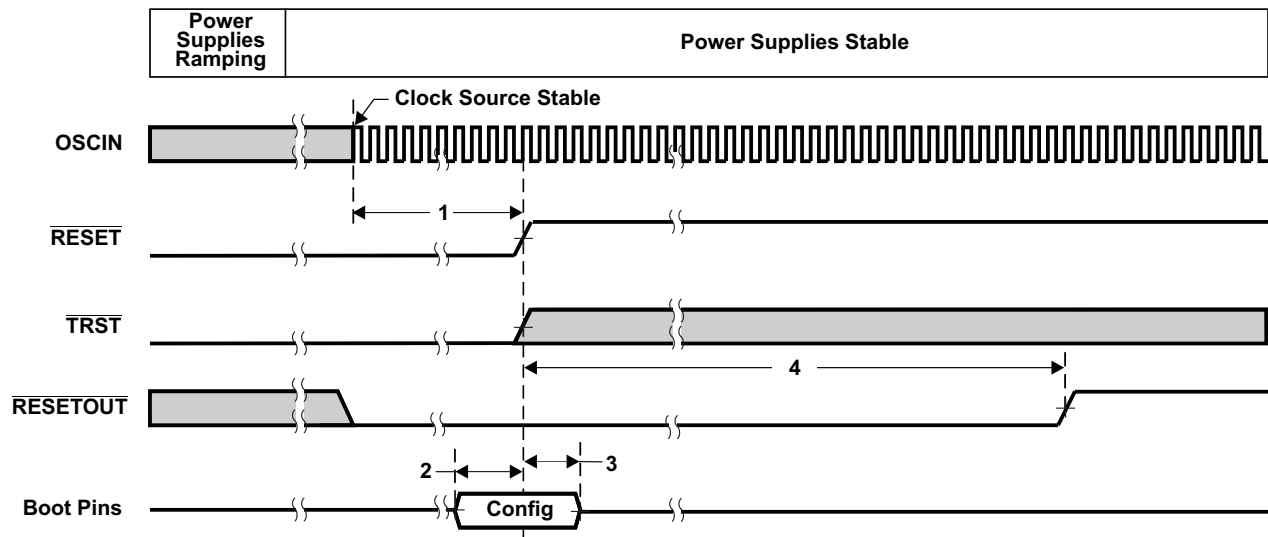 Power
Supplies
Ramping
Power Supplies Stable
Clock Source Stable
OSCIN
1
RESET
TRST
4
RESETOUT
2
3
Boot Pins
Config